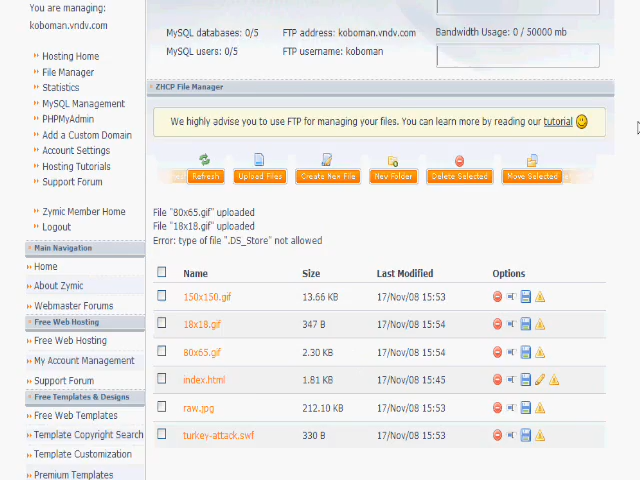 You are managing:
koboman.vndv.com
Hosting Home
File Manager
Statistics
MySQL Management
PHPMyAdmin
Add a Custom Domain
Account Settings
Hosting Tutorials
Support Forum
Zymic Member Home
Logout
Main Navigation
Home
About Zymic
Webmaster Forums
Free Web Hosting
Free Web Hosting
My Account Management
Support Forum
Free Templates & Designs
Free Web Templates
Template Copyright Search
Template Customization
Premium Templates
MySQL databases: 0/5 FTP address: koboman.vndv.com Bandwidth Usage: 0 / 50000 mb
MySQL users: 0/5 FTP username: koboman
ZHCP File Manager
We highly advise you to use FTP for managing your files. You can learn more by reading our tutorial
Refresh Upload Files Create New File New Folder Delete Selected Move Selected
File "80x65.gif" uploaded
File "18x18.gif" uploaded
Error: type of file ".DS_Store" not allowed
Name Size Last Modified Options
150x150.gif 13.66 KB 17/Nov/08 15:53
18x18.gif 347 B 17/Nov/08 15:54
80x65.gif 2.30 KB 17/Nov/08 15:54
index.html 1.81 KB 17/Nov/08 15:45
raw.jpg 212.10 KB 17/Nov/08 15:53
turkey-attack.swf 330 B 17/Nov/08 15:53